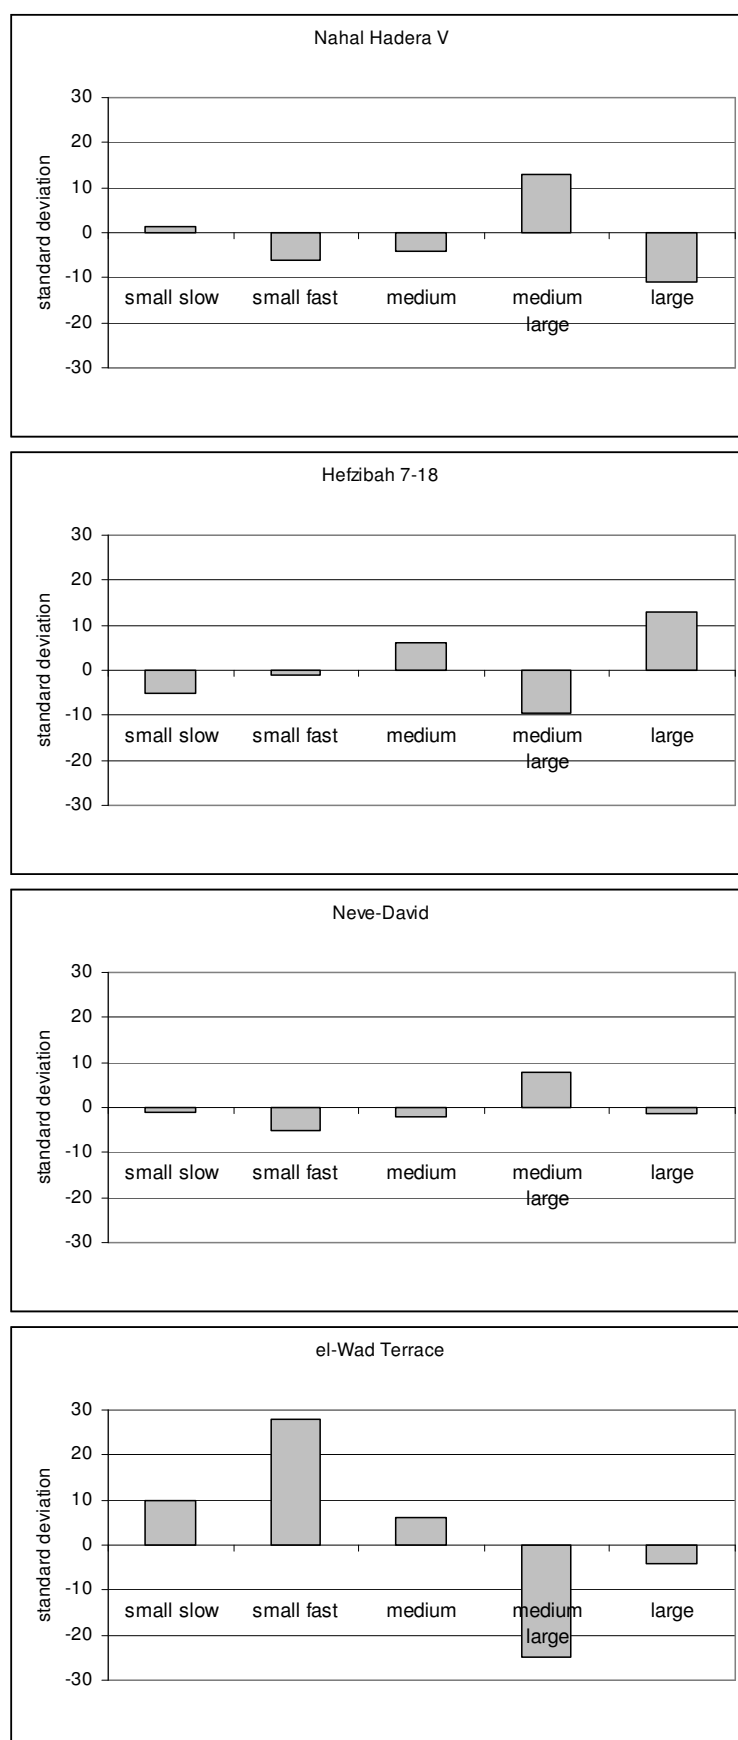 Nahal Hadera V
standard deviation
30
20
10
0
-10
-20
-30
small slow small fast medium medium large
large
Hefzibah 7-18
standard deviation
30
20
10
0
-10
-20
-30
small slow small fast medium medium large
large
Neve-David
standard deviation
30
20
10
0
-10
-20
-30
small slow small fast medium medium large
large
el-Wad Terrace
standard deviation
30
20
10
0
-10
-20
-30
small slow small fast medium medium large
large